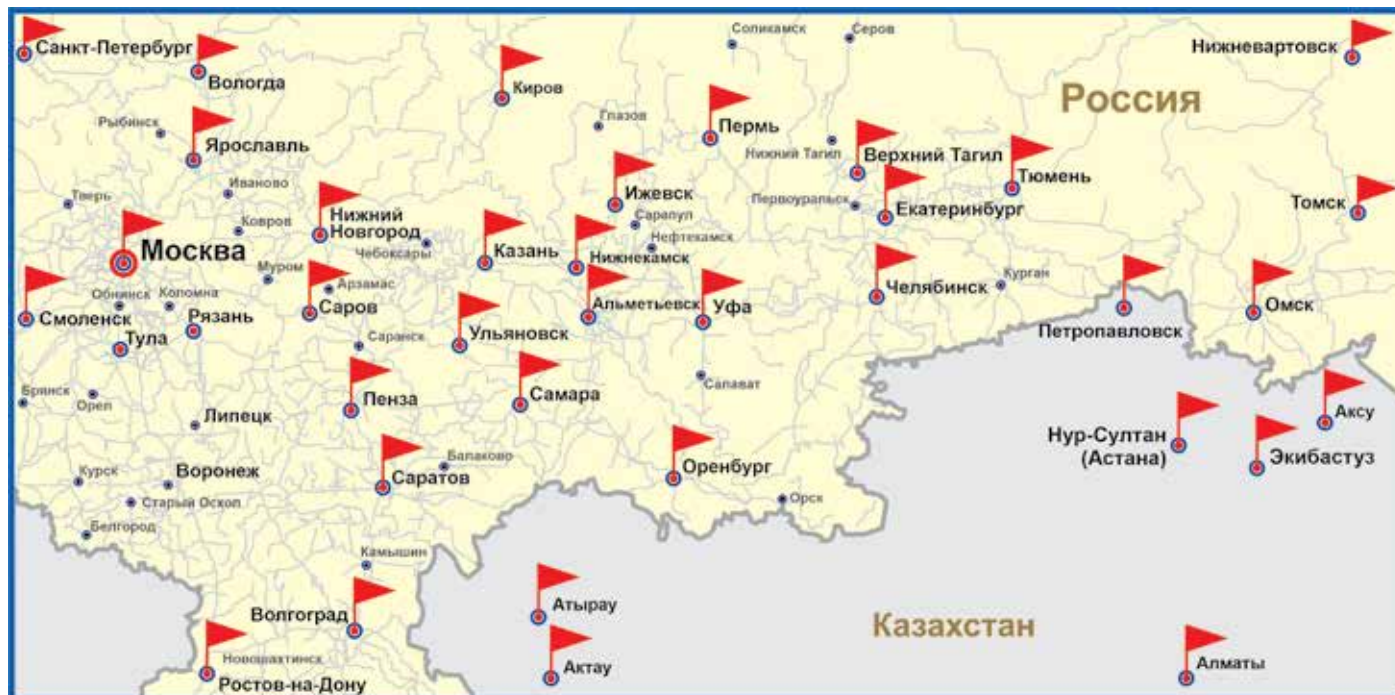 Санкт-Петербург
Вологда
Киров
Соликамск
Серов
Нижневартовск
Россия
Рыбинск
Ярославль
Глазов
Пермь
Нижний Тагил
Верхний Тагил
Тюмень
Тверь
Иваново
Ижевск
Первоуральск
Екатеринбург
Томск
Ковров
Нижний
Новгород
Чебоксары
Сарапул
Нефтекамск
Москва
Казань
Нижнекамск
Муром
Арзамас
Обнинск
Коломна
Саров
Альметьевск
Уфа
Челябинск
Курган
Петропавловск
Омск
Смоленск
Рязань
Тула
Саранск
Ульяновск
Брянск
Орел
Липецк
Пенза
Самара
Салават
Аксу
Нур-Султан
(Астана)
Экибастуз
Курск
Воронеж
Балаково
Саратов
Оренбург
Орск
Старый Оскол
Белгород
Камышин
Волгоград
Атырау
Казахстан
Новошахтинск
Ростов-на-Дону
Актау
Алматы